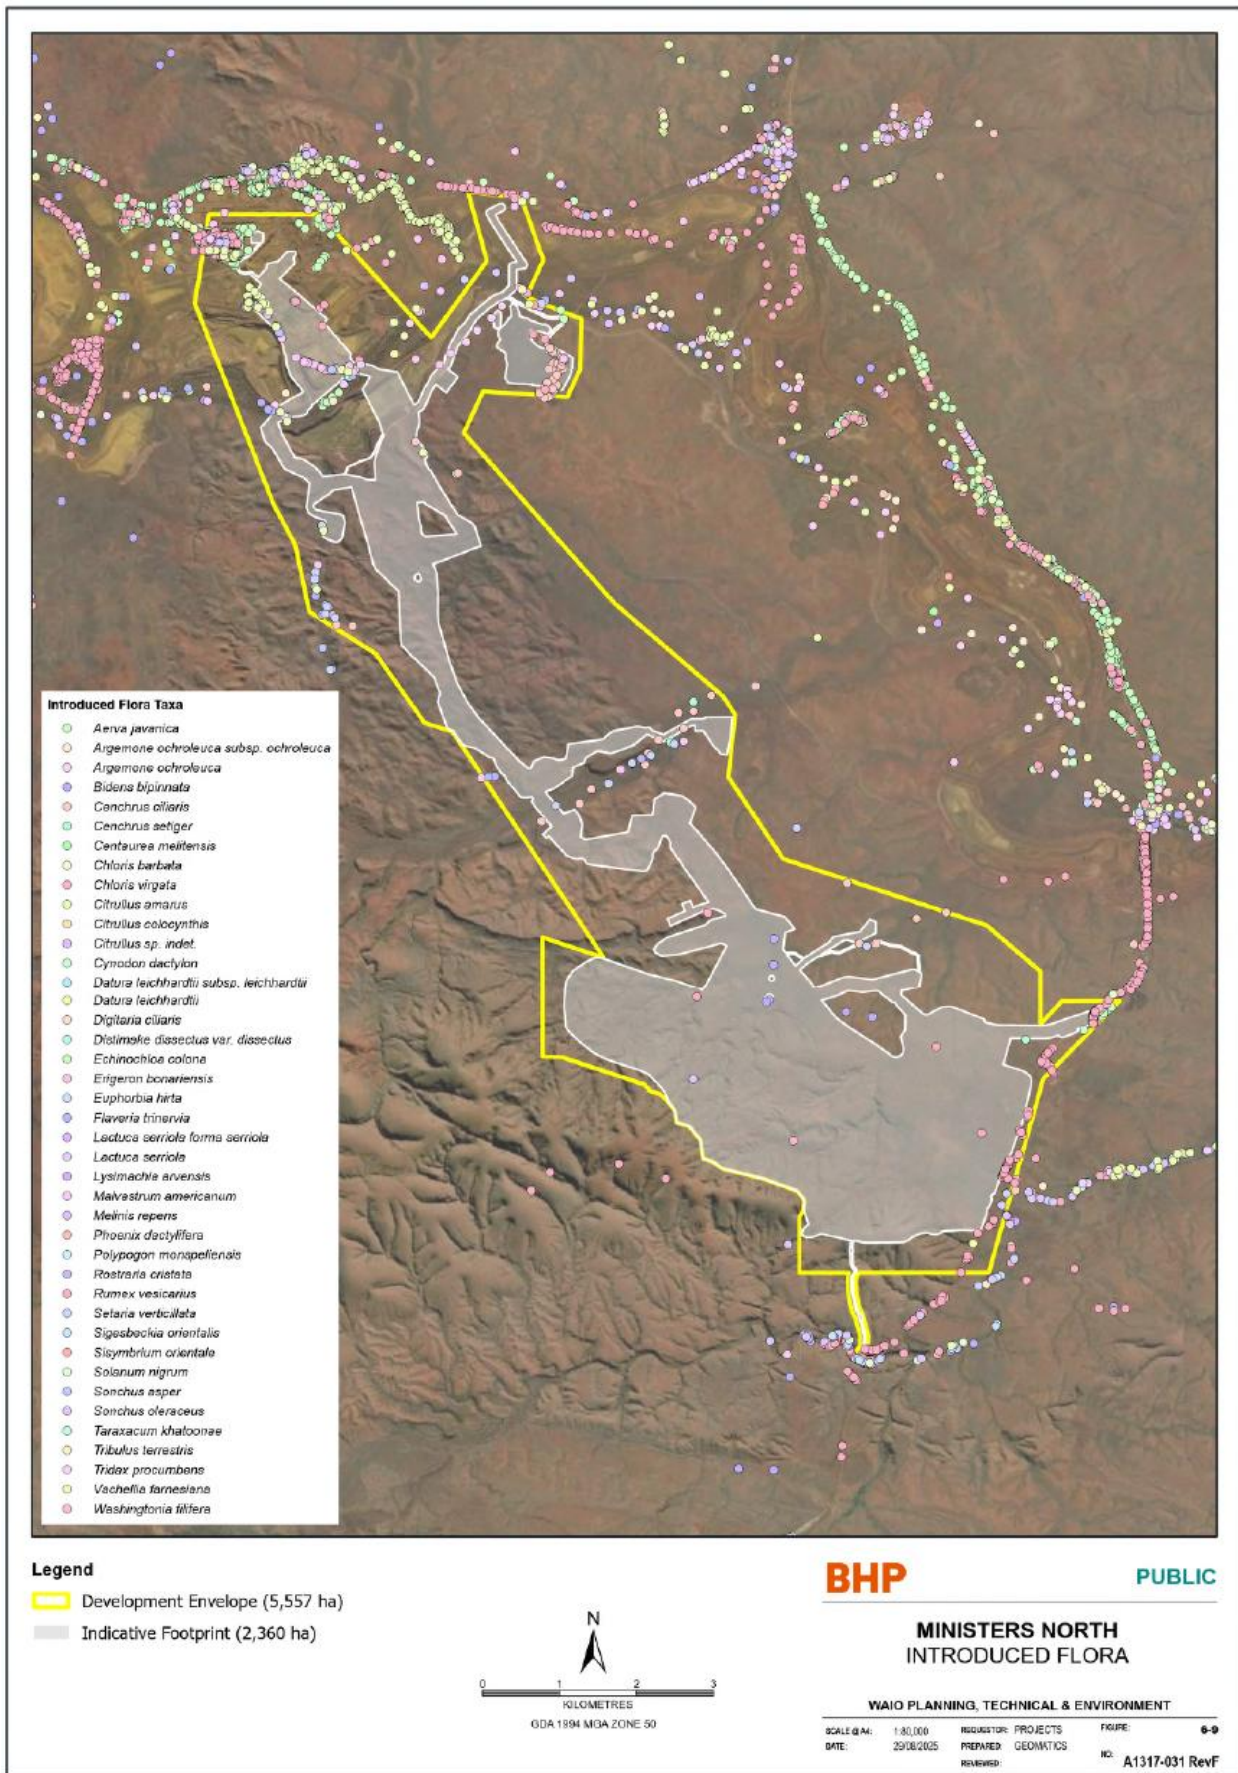 Introduced Flora Taxa
Aerva javanica
Argemone ochroleuca subsp. ochroleuca
Argemone ochroleuca
Bidens bipinnata
Cenchrus ciliaris
Cenchrus setiger
Centaurea melitensis
Chloris barbata
Chloris virgata
Citrullus amarus
Citrullus colocynthis
Citrullus sp. indet.
Cynodon dactylon
Datura leichhardtii subsp. leichhardtii
Datura leichhardtii
Digitaria ciliaris
Distimake dissectus var. dissectus
Echinochloa colona
Erigeron bonariensis
Euphorbia hirta
Flaveria trinervia
Lactuca serriola forma serriola
Lactuca serriola
Lysimachia arvensis
Malvastrum americanum
Melinis repens
Phoenix dactylifera
Polypogon monspeliensis
Rostraria cristata
Rumex vesicarius
Setaria verticillata
Sigesbeckia orientalis
Sisymbrium orientale
Solanum nigrum
Sonchus asper
Sonchus oleraceus
Taraxacum khatoonae
Tribulus terrestris
Tridax procumbens
Vachellia farnesiana
Washingtonia filifera
Legend
Development Envelope (5,557 ha)
Indicative Footprint (2,360 ha)
N
0 1 2 3
KILOMETRES
GDA 1994 MGA ZONE 50
BHP PUBLIC
MINISTERS NORTH
INTRODUCED FLORA
WAIO PLANNING, TECHNICAL & ENVIRONMENT
SCALE @ A4: 1:80,000 REQUESTOR: PROJECTS FIGURE: 6-9
DATE: 29/08/2025 PREPARED: GEOMATICS
REVIEWED: NO: A1317-031 RevF